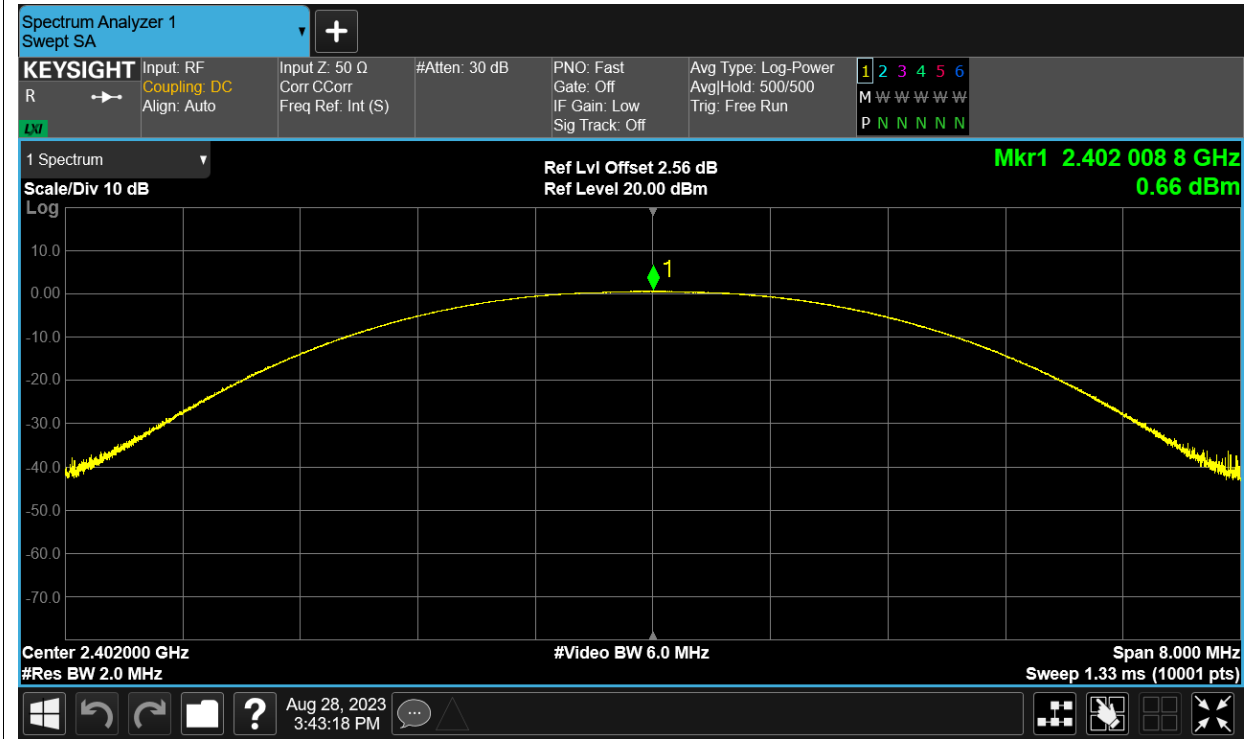 Spectrum Analyzer 1
Swept SA
KEYSIGHT
R
LXI
Input: RF
Coupling: DC
Align: Auto
Input Z: 50 Ω
Corr CCorr
Freq Ref: Int (S)
#Atten: 30 dB
PNO: Fast
Gate: Off
IF Gain: Low
Sig Track: Off
Avg Type: Log-Power
Avg|Hold: 500/500
Trig: Free Run
1 2 3 4 5 6
M W W W W W
P N N N N N
1 Spectrum
Scale/Div 10 dB
Log
Ref Lvl Offset 2.56 dB
Ref Level 20.00 dBm
Mkr1 2.402 008 8 GHz
0.66 dBm
1
10.0
0.00
-10.0
-20.0
-30.0
-40.0
-50.0
-60.0
-70.0
Center 2.402000 GHz
#Res BW 2.0 MHz
#Video BW 6.0 MHz
Span 8.000 MHz
Sweep 1.33 ms (10001 pts)
?
Aug 28, 2023
3:43:18 PM